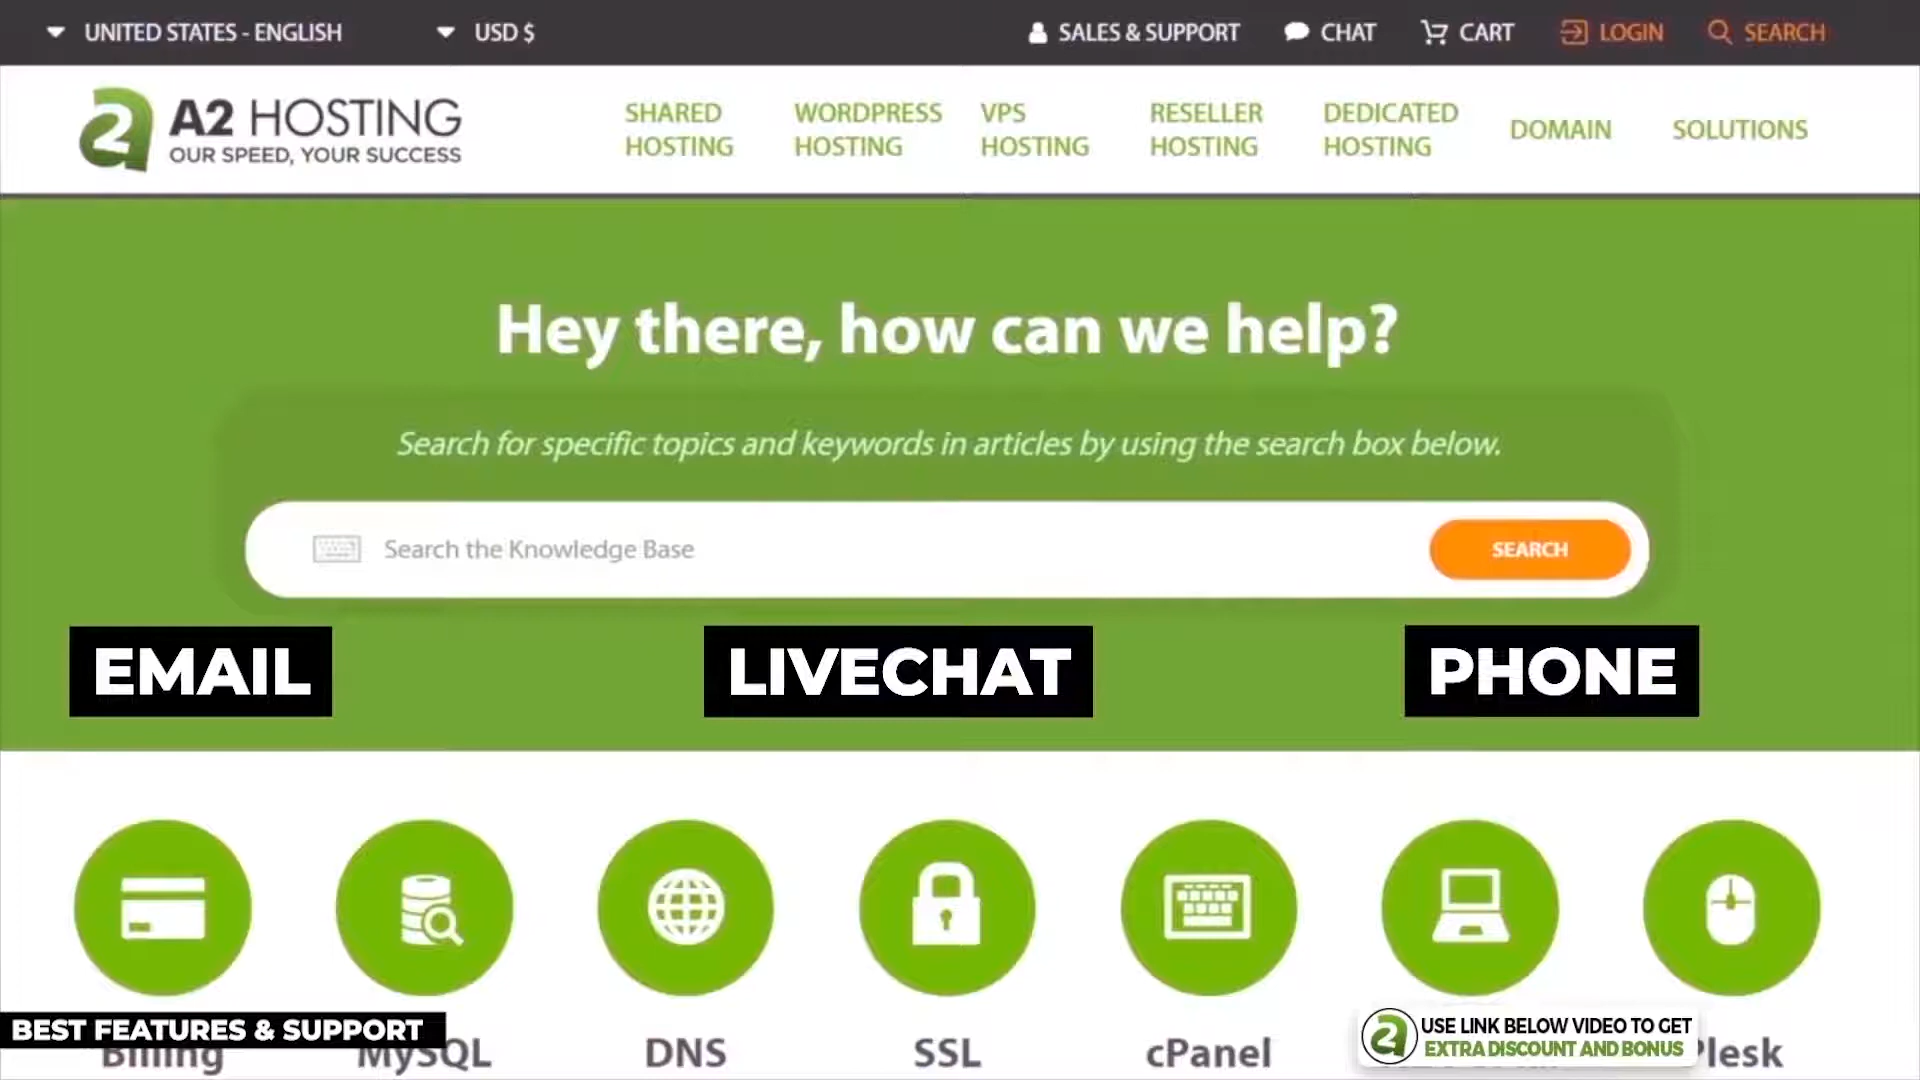 UNITED STATES - ENGLISH
USD $
SALES & SUPPORT
CHAT
CART
LOGIN
SEARCH
A2 HOSTING
OUR SPEED, YOUR SUCCESS
SHARED
HOSTING
WORDPRESS
HOSTING
VPS
HOSTING
RESELLER
HOSTING
DEDICATED
HOSTING
DOMAIN
SOLUTIONS
Hey there, how can we help?
Search for specific topics and keywords in articles by using the search box below.
Search the Knowledge Base
SEARCH
EMAIL
LIVECHAT
PHONE
BEST FEATURES & SUPPORT
USE LINK BELOW VIDEO TO GET
EXTRA DISCOUNT AND BONUS
Billing
MySQL
DNS
SSL
cPanel
Plesk